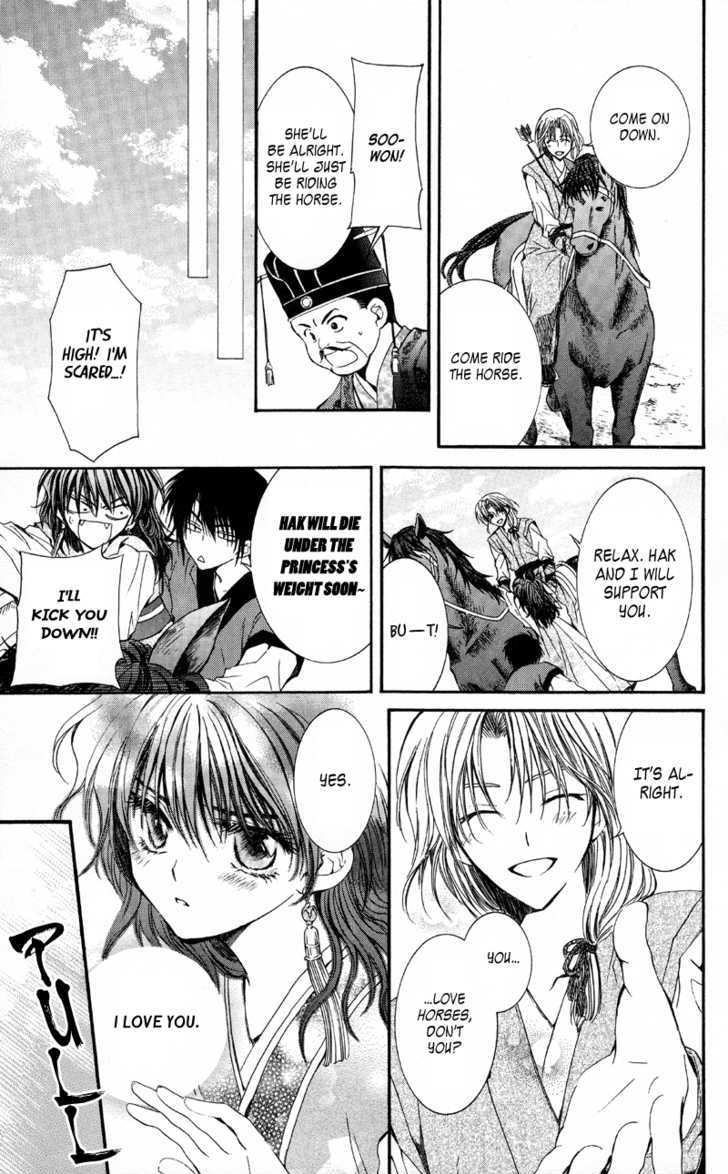 COME ON
DOWN.
COME RIDE
THE HORSE.
SOO-
WON!
SHE'LL
BE ALRIGHT.
SHE'LL JUST
BE RIDING
THE HORSE.
IT'S
HIGH! I'M
SCARED...!
RELAX. HAK
AND I WILL
SUPPORT
YOU.
BU—T!
HAK WILL DIE
UNDER THE
PRINCESS'S
WEIGHT SOON~
I'LL
KICK YOU
DOWN!!
IT'S AL-
RIGHT.
YOU...
...LOVE
HORSES,
DON'T
YOU?
YES.
I LOVE YOU.
PULL